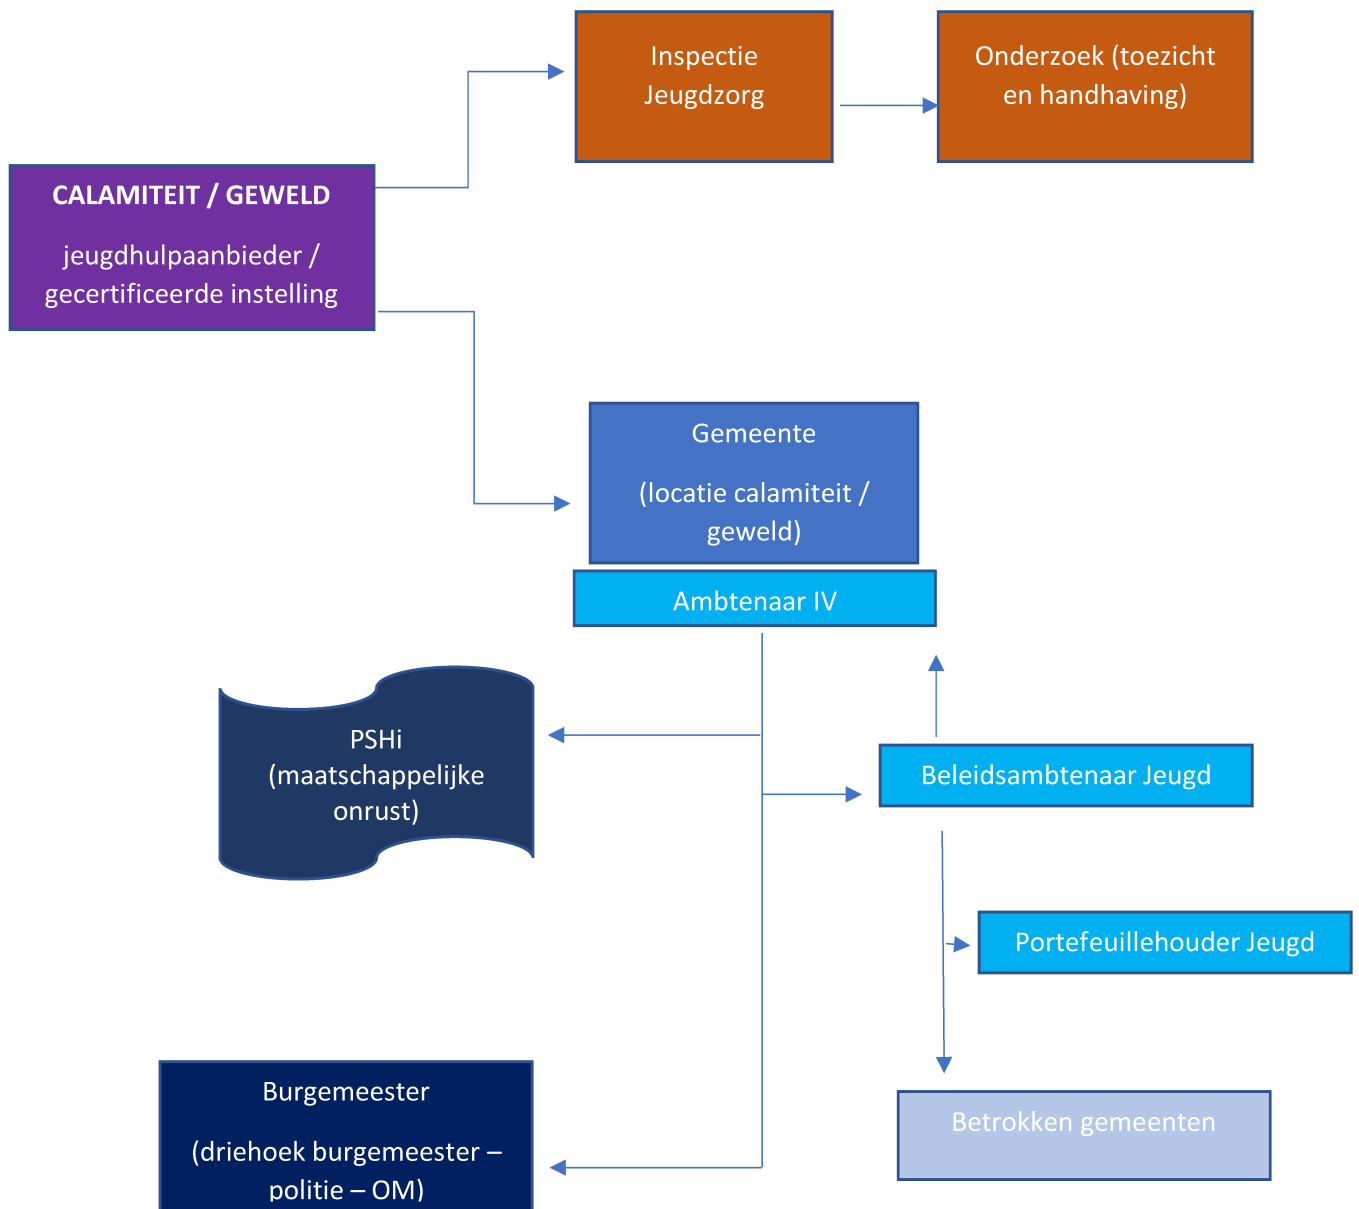 Inspectie
Jeugdzorg
Onderzoek (toezicht
en handhaving)
CALAMITEIT / GEWELD
jeugdhulpaanbieder /
gecertificeerde instelling
Gemeente
(locatie calamiteit /
geweld)
Ambtenaar IV
PSHi
(maatschappelijke
onrust)
Beleidsambtenaar Jeugd
Portefeuillehouder Jeugd
Burgemeester
(driehoek burgemeester –
politie – OM)
Betrokken gemeenten